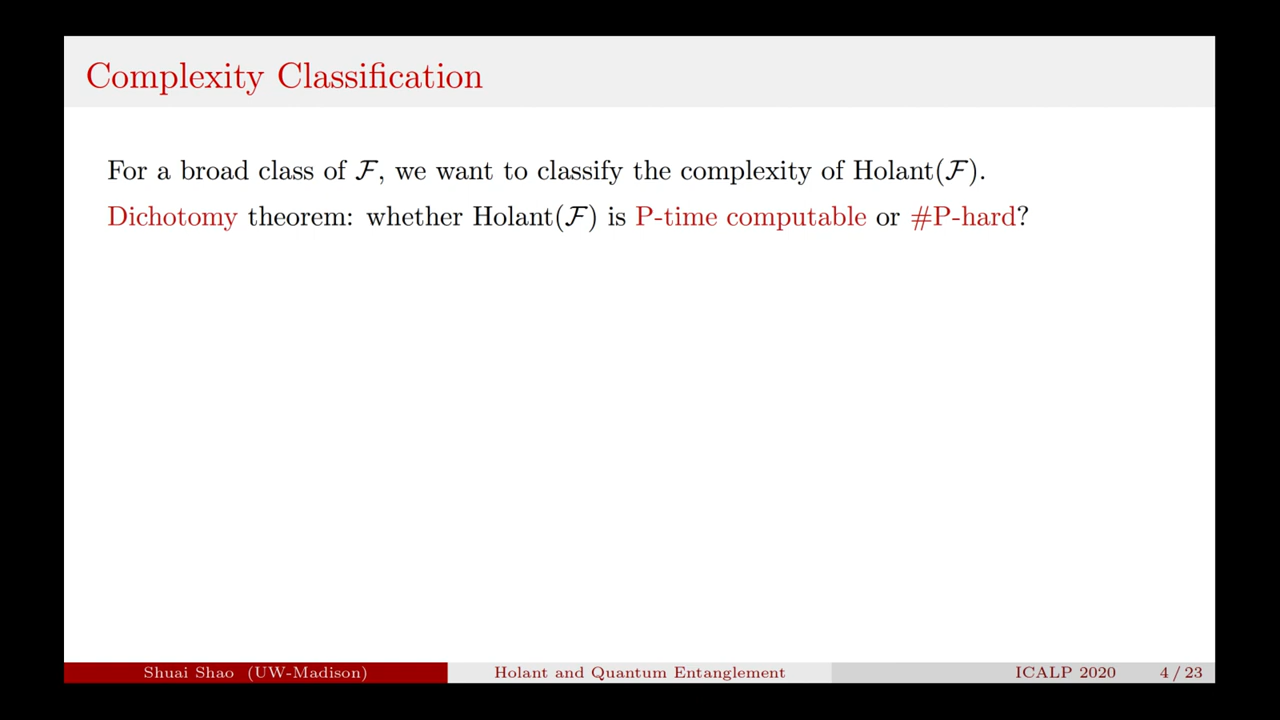 Complexity Classification
For a broad class of ℱ, we want to classify the complexity of Holant(ℱ).
Dichotomy theorem: whether Holant(ℱ) is P-time computable or #P-hard?
Shuai Shao (UW-Madison)
Holant and Quantum Entanglement
ICALP 2020
4 / 23